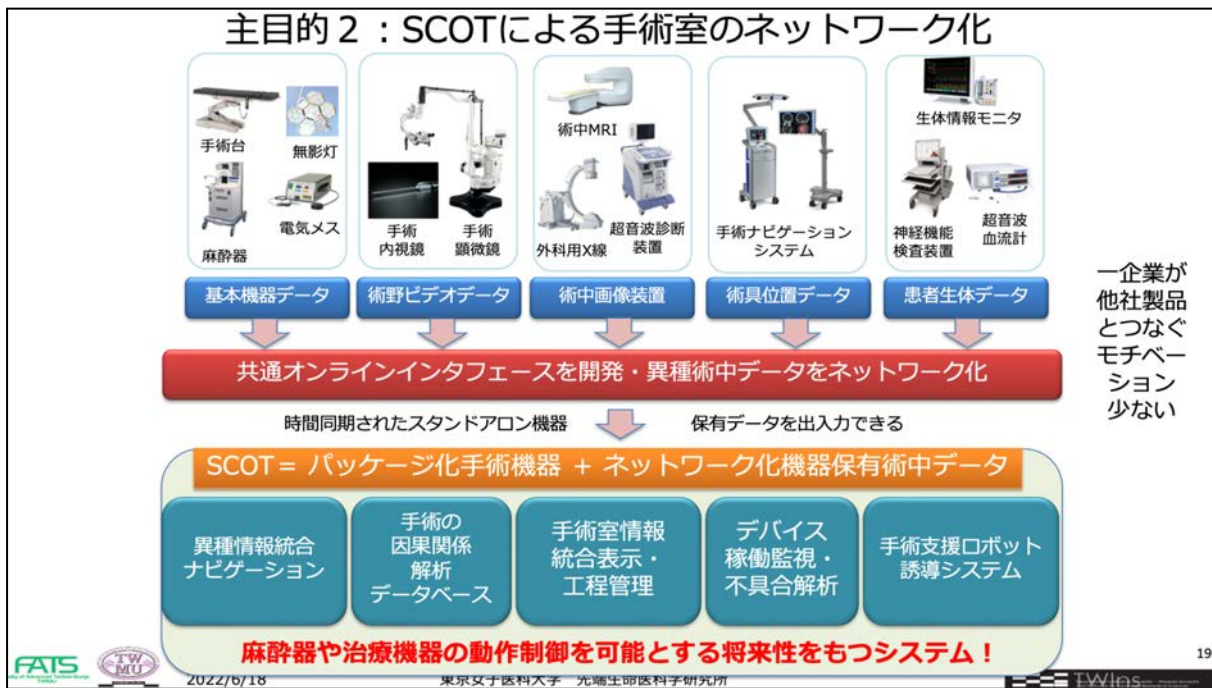 主目的２：SCOTによる手術室のネットワーク化
手術台
無影灯
麻酔器
電気メス
手術
内視鏡
手術
顕微鏡
術中MRI
外科用X線
超音波診断
装置
手術ナビゲーション
システム
生体情報モニタ
神経機能
検査装置
超音波
血流計
基本機器データ
術野ビデオデータ
術中画像装置
術具位置データ
患者生体データ
一企業が
他社製品
とつなぐ
モチベー
ション
少ない
共通オンラインインタフェースを開発・異種術中データをネットワーク化
時間同期されたスタンドアロン機器
保有データを出入力できる
SCOT＝ パッケージ化手術機器 ＋ ネットワーク化機器保有術中データ
異種情報統合
ナビゲーション
手術の
因果関係
解析
データベース
手術室情報
統合表示・
工程管理
デバイス
稼働監視・
不具合解析
手術支援ロボット
誘導システム
麻酔器や治療機器の動作制御を可能とする将来性をもつシステム！
FATS
TWMU
2022/6/18
東京女子医科大学 先端生命医科学研究所
TWIns
19